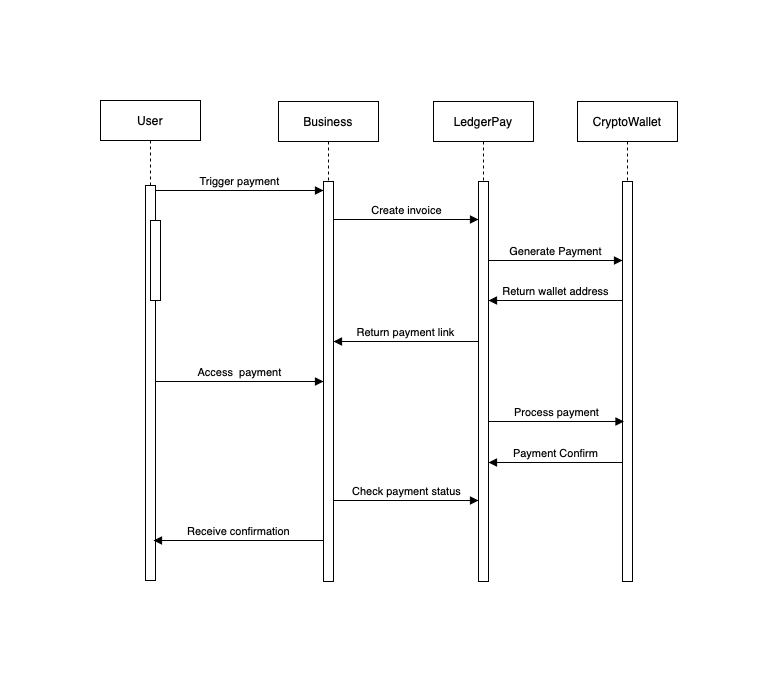 User
Business
LedgerPay
CryptoWallet
Trigger payment
Create invoice
Generate Payment
Return wallet address
Return payment link
Access  payment
Process payment
Payment Confirm
Check payment status
Receive confirmation